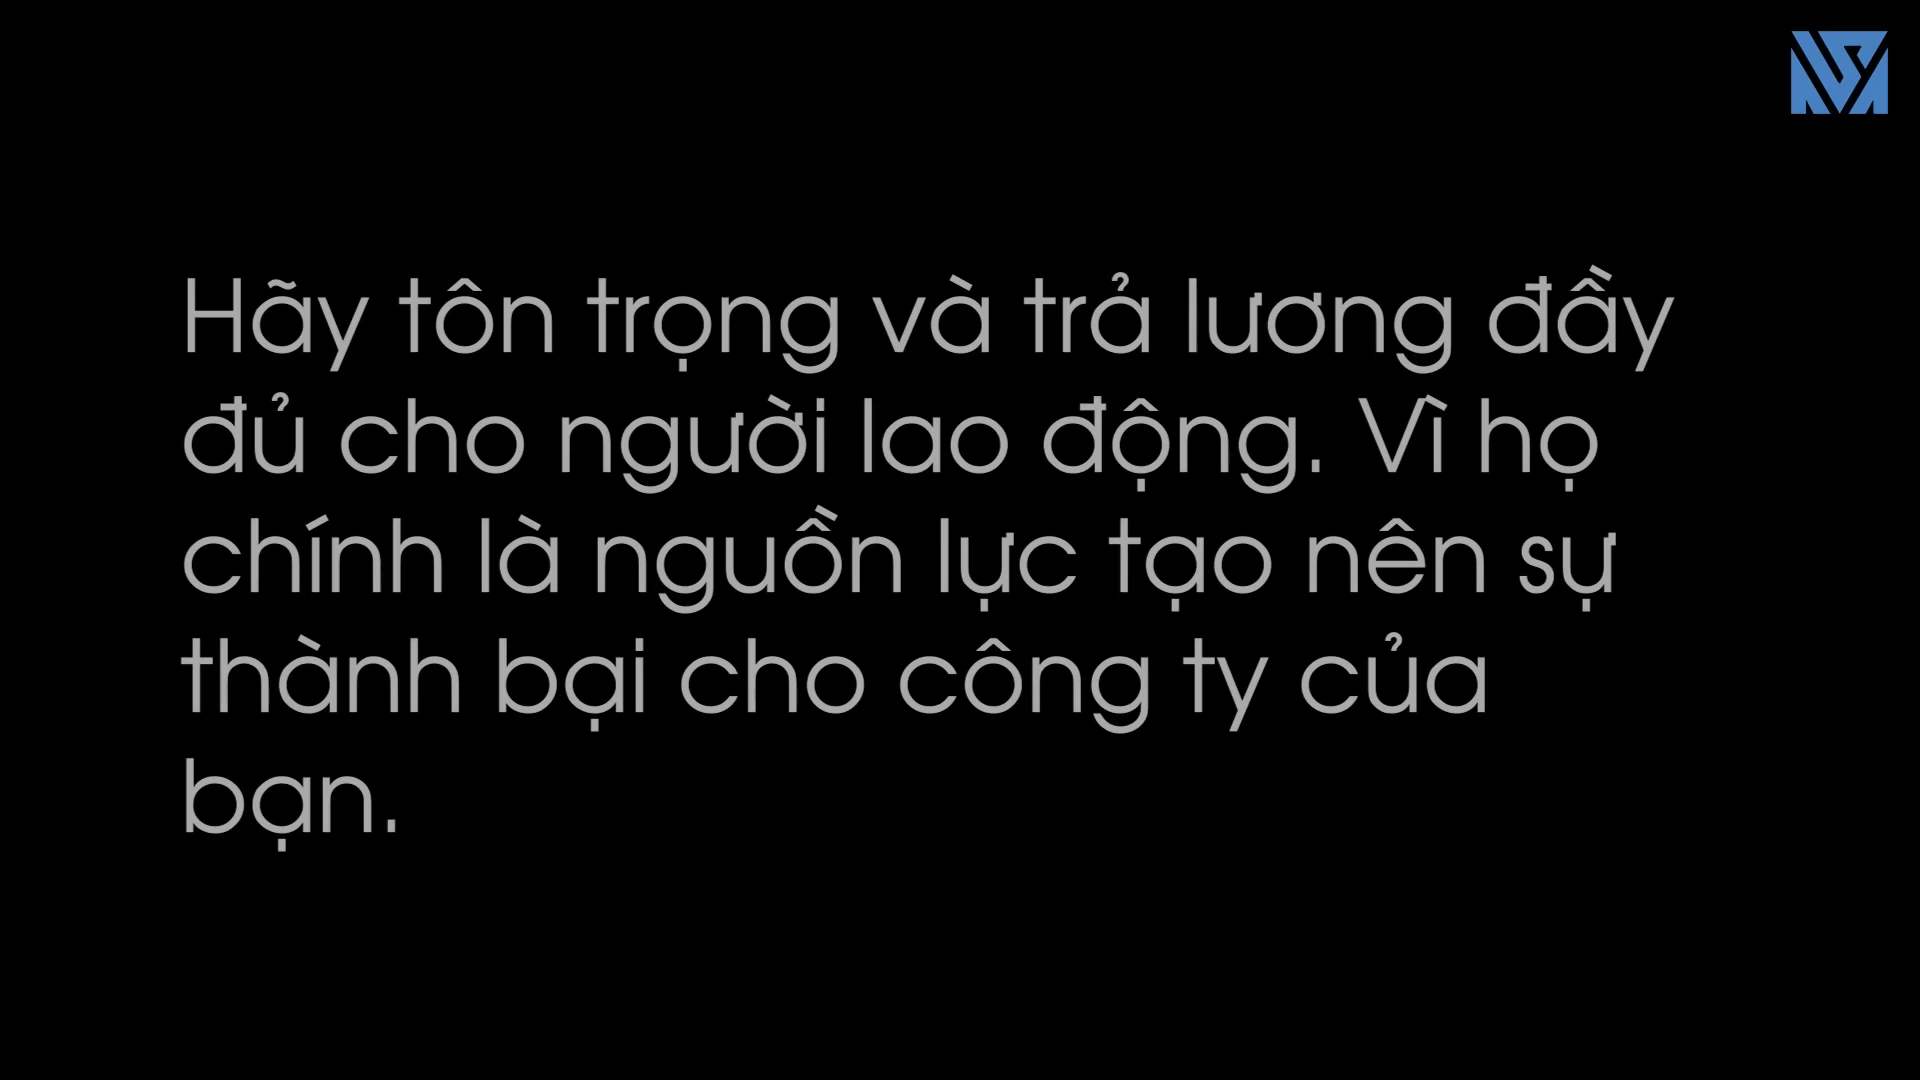 Hãy tôn trọng và trả lương đầy
đủ cho người lao động. Vì họ
chính là nguồn lực tạo nên sự
thành bại cho công ty của
bạn.